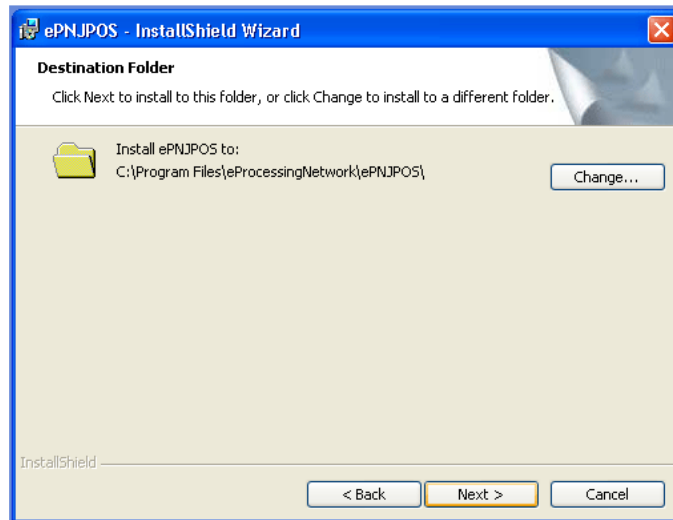 ePNJPOS - InstallShield Wizard
Destination Folder
Click Next to install to this folder, or click Change to install to a different folder.
Install ePNJPOS to:
C:\Program Files\eProcessingNetwork\ePNJPOS\
Change...
InstallShield
< Back
Next >
Cancel